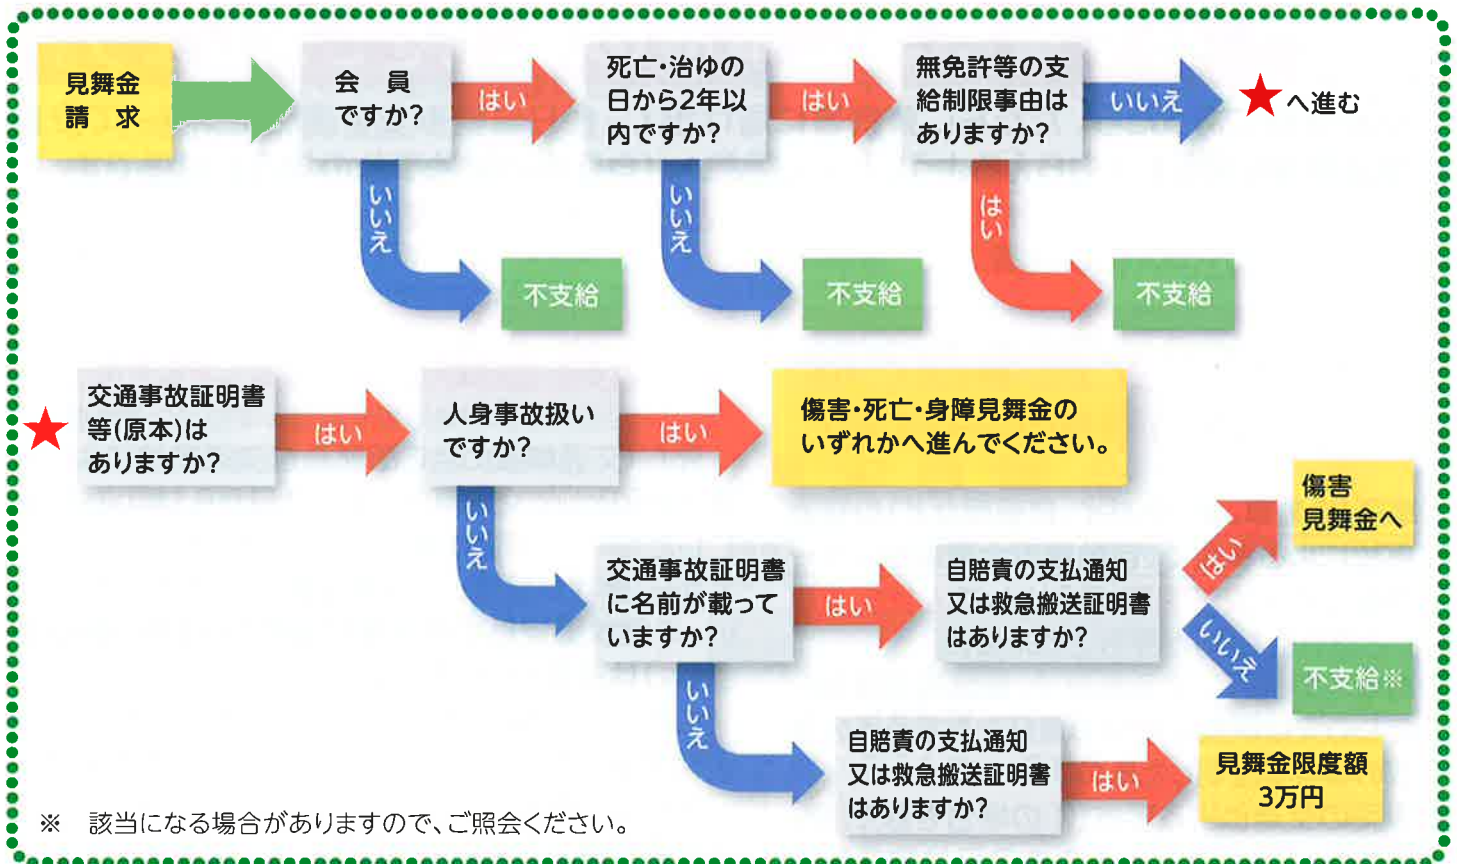 見舞金
請　求
会　員
ですか?
はい
死亡・治ゆの
日から2年以
内ですか?
はい
無免許等の支
給制限事由は
ありますか?
いいえ
★へ進む
いいえ
不支給
いいえ
不支給
はい
不支給
★
交通事故証明書
等(原本)は
ありますか?
はい
人身事故扱い
ですか?
はい
傷害・死亡・身障見舞金の
いずれかへ進んでください。
いいえ
交通事故証明書
に名前が載って
いますか?
はい
自賠責の支払通知
又は救急搬送証明書
はありますか?
はい
傷害
見舞金へ
いいえ
不支給※
いいえ
自賠責の支払通知
又は救急搬送証明書
はありますか?
はい
見舞金限度額
3万円
※　該当になる場合がありますので、ご照会ください。